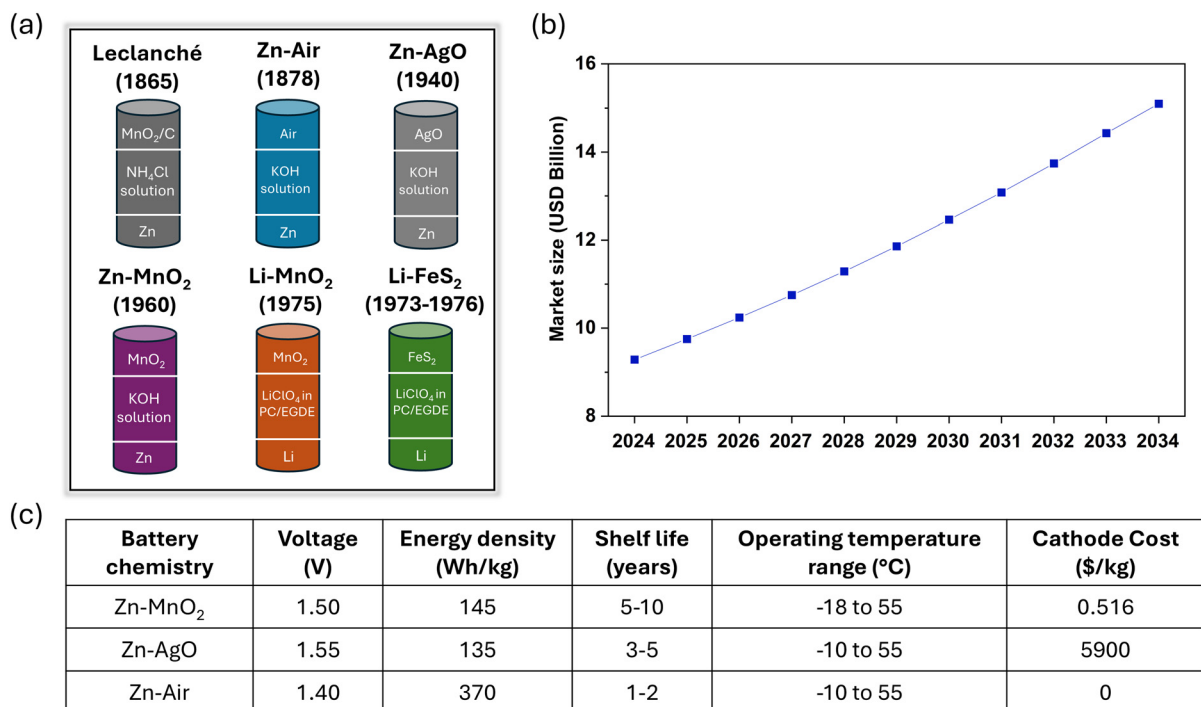 (a)
Leclanché
(1865)
MnO₂/C
NH₄Cl
solution
Zn
Zn-Air
(1878)
Air
KOH
solution
Zn
Zn-AgO
(1940)
AgO
KOH
solution
Zn
Zn-MnO₂
(1960)
MnO₂
KOH
solution
Zn
Li-MnO₂
(1975)
MnO₂
LiClO₄ in
PC/EGDE
Li
Li-FeS₂
(1973-1976)
FeS₂
LiClO₄ in
PC/EGDE
Li
(b)
Market size (USD Billion)
16
14
12
10
8
2024 2025 2026 2027 2028 2029 2030 2031 2032 2033 2034
(c)
Battery chemistry | Voltage (V) | Energy density (Wh/kg) | Shelf life (years) | Operating temperature range (°C) | Cathode Cost ($/kg)
Zn-MnO₂ | 1.50 | 145 | 5-10 | -18 to 55 | 0.516
Zn-AgO | 1.55 | 135 | 3-5 | -10 to 55 | 5900
Zn-Air | 1.40 | 370 | 1-2 | -10 to 55 | 0